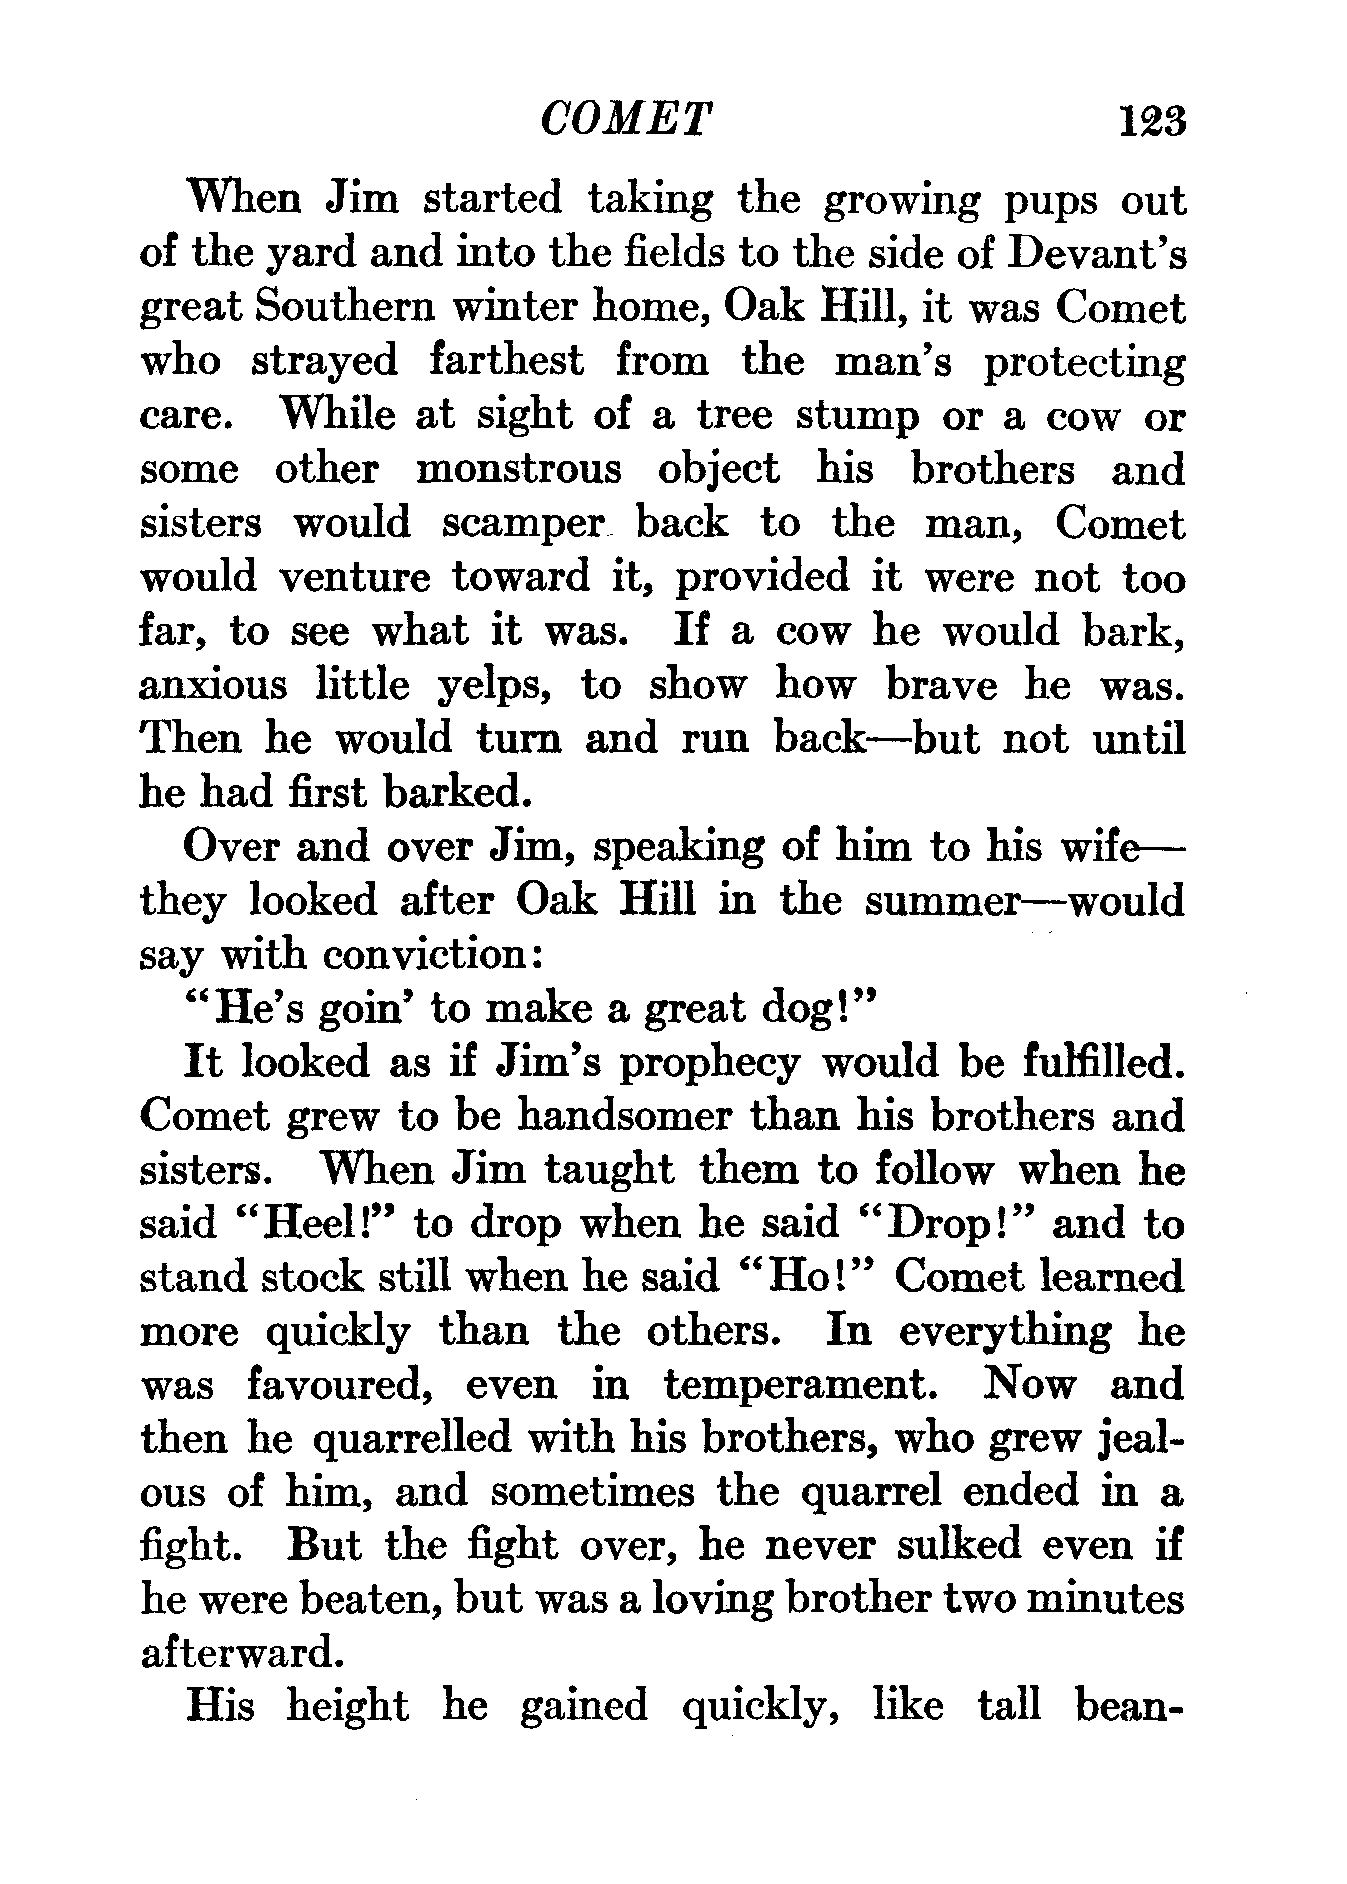 COMET 123
When Jim started taking the growing pups out
of the yard and into the fields to the side of Devant's
great Southern winter home, Oak Hill, it was Comet
who strayed farthest from the man's protecting
care. While at sight of a tree stump or a cow or
some other monstrous object his brothers and
sisters would scamper back to the man, Comet
would venture toward it, provided it were not too
far, to see what it was. If a cow he would bark,
anxious little yelps, to show how brave he was.
Then he would turn and run back—but not until
he had first barked.
Over and over Jim, speaking of him to his wife—
they looked after Oak Hill in the summer—would
say with conviction:
“He's goin' to make a great dog!”
It looked as if Jim's prophecy would be fulfilled.
Comet grew to be handsomer than his brothers and
sisters. When Jim taught them to follow when he
said “Heel!” to drop when he said “Drop!” and to
stand stock still when he said “Ho!” Comet learned
more quickly than the others. In everything he
was favoured, even in temperament. Now and
then he quarrelled with his brothers, who grew jeal-
ous of him, and sometimes the quarrel ended in a
fight. But the fight over, he never sulked even if
he were beaten, but was a loving brother two minutes
afterward.
His height he gained quickly, like tall bean-